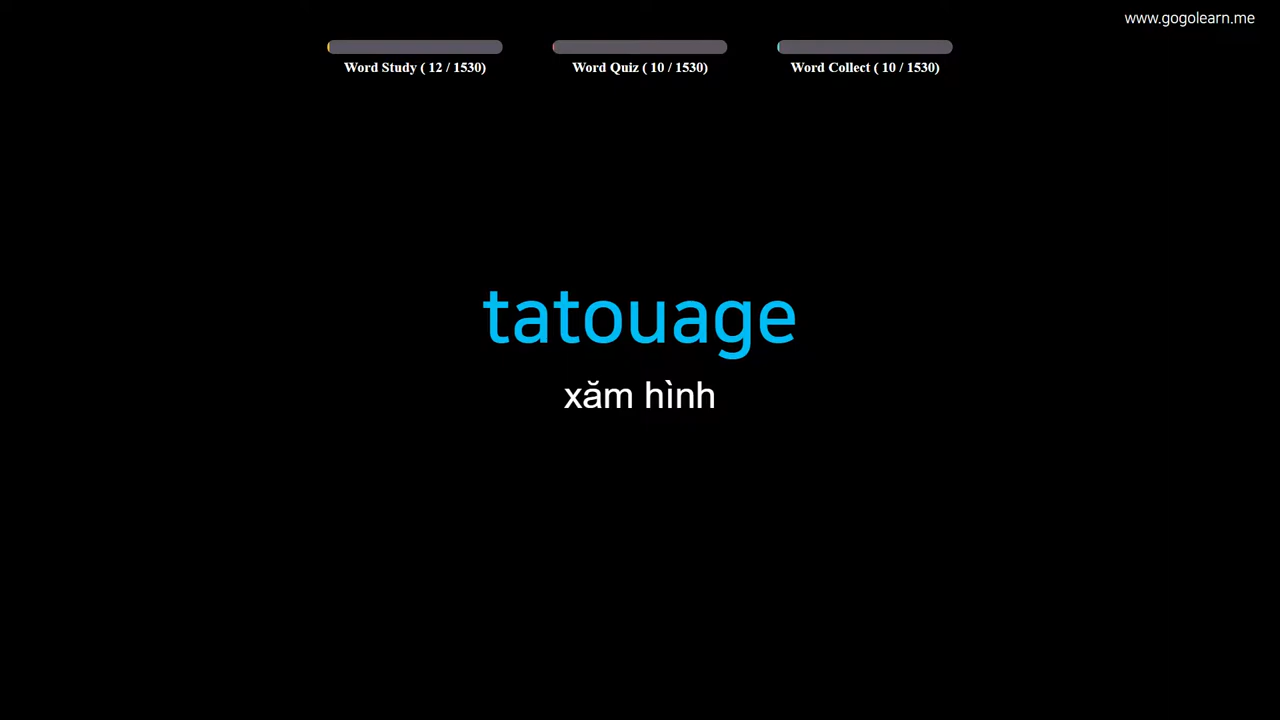 www.gogolearn.me
Word Study ( 12 / 1530)
Word Quiz ( 10 / 1530)
Word Collect ( 10 / 1530)
tatouage
xăm hình